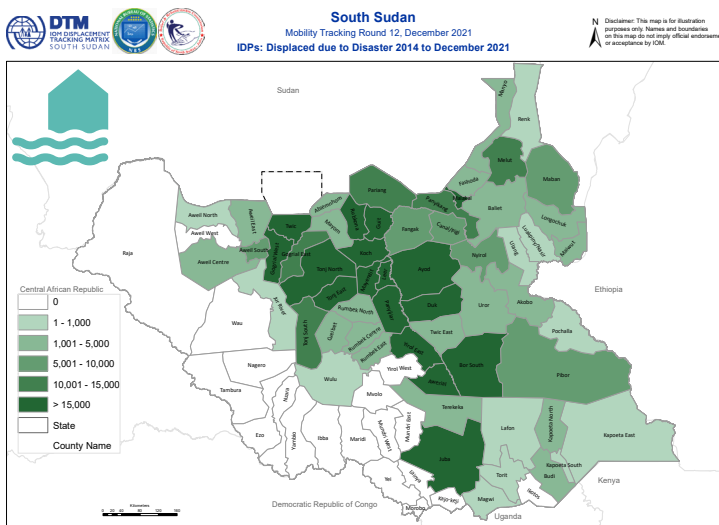 DTM
IOM DISPLACEMENT
TRACKING MATRIX
SOUTH SUDAN
NBS
South Sudan
Mobility Tracking Round 12, December 2021
IDPs: Displaced due to Disaster 2014 to December 2021
N
Disclaimer: This map is for illustration
purposes only. Names and boundaries
on this map do not imply official endorseme
or acceptance by IOM.
Sudan
Manyo
Renk
Melut
Maban
Fashoda
Pariang
Panyikang
Malakal
Baliet
Longochuk
Abiemnhom
Mayom
Rubkona
Guit
Fangak
Canal/Pigi
Luakpiny/Nasir
Maiwut
Ulang
Nyirol
Aweil North
Aweil East
Aweil West
Aweil South
Aweil Centre
Twic
Gogrial West
Gogrial East
Raja
Tonj North
Koch
Mayendit
Leer
Ayod
Tonj East
Panyijiar
Duk
Uror
Akobo
Ethiopia
Central African Republic
Jur River
Wau
Rumbek North
Twic East
Pochalla
Tonj South
Cueibet
Rumbek Centre
Rumbek East
Yirol East
Bor South
Pibor
Nagero
Wulu
Yirol West
Awerial
Tambura
Nzara
Mvolo
Terekeka
Ezo
Yambio
Ibba
Maridi
Mundri West
Mundri East
Juba
Lafon
Kapoeta North
Kapoeta East
Kapoeta South
Torit
Budi
Ikotos
Magwi
Yei
Lainya
Morobo
Kajo-keji
Kenya
Uganda
Democratic Republic of Congo
0
1 - 1,000
1,001 - 5,000
5,001 - 10,000
10,001 - 15,000
> 15,000
State
County Name
Kilometers